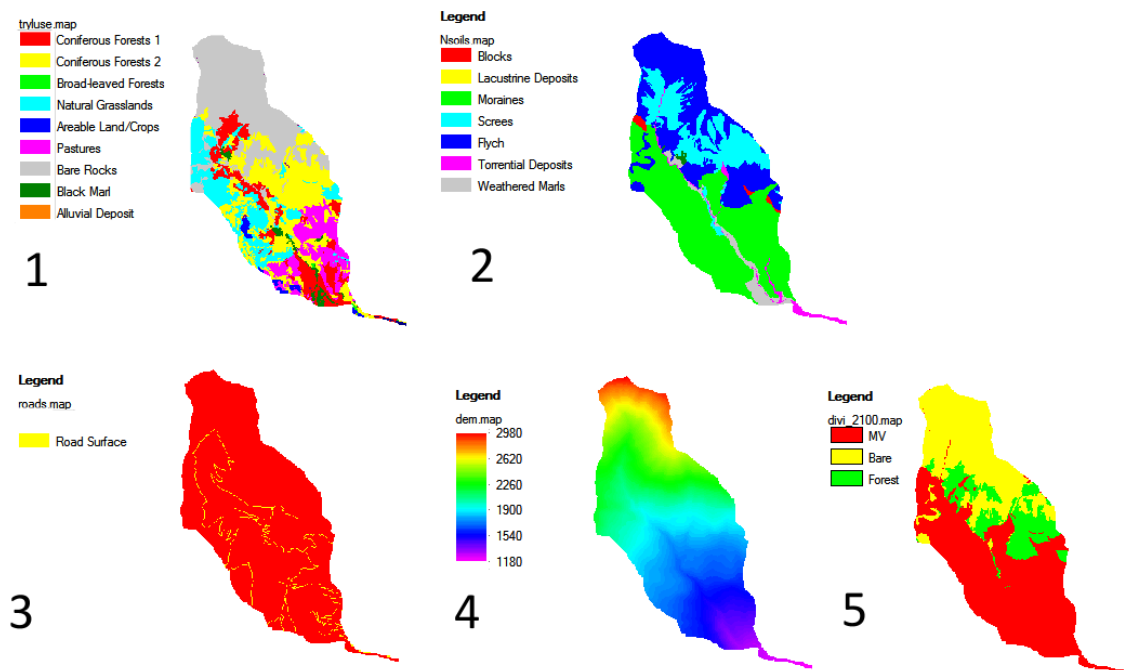 tryluse.map
Coniferous Forests 1
Coniferous Forests 2
Broad-leaved Forests
Natural Grasslands
Areable Land/Crops
Pastures
Bare Rocks
Black Marl
Alluvial Deposit
1
Legend
Nsoils.map
Blocks
Lacustrine Deposits
Moraines
Screes
Flych
Torrential Deposits
Weathered Marls
2
Legend
roads.map
Road Surface
3
Legend
dem.map
2980
2620
2260
1900
1540
1180
4
Legend
divi_2100.map
MV
Bare
Forest
5